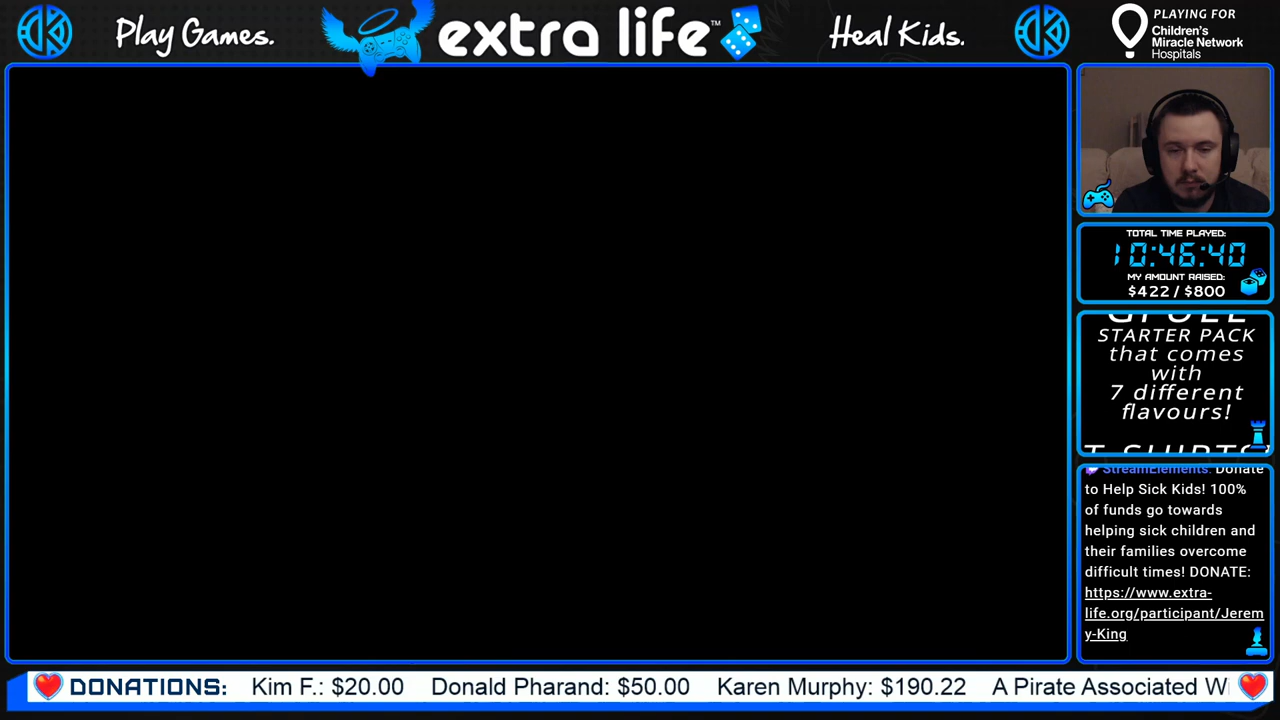 Play Games.
extra life™
Heal Kids.
PLAYING FOR
Children's
Miracle Network
Hospitals
TOTAL TIME PLAYED:
10:46:40
MY AMOUNT RAISED:
$422 / $800
STARTER PACK
that comes
with
7 different
flavours!
StreamElements: Donate
to Help Sick Kids! 100%
of funds go towards
helping sick children and
their families overcome
difficult times! DONATE:
https://www.extra-
life.org/participant/Jerem
y-King
DONATIONS: Kim F.: $20.00 Donald Pharand: $50.00 Karen Murphy: $190.22 A Pirate Associated Wi